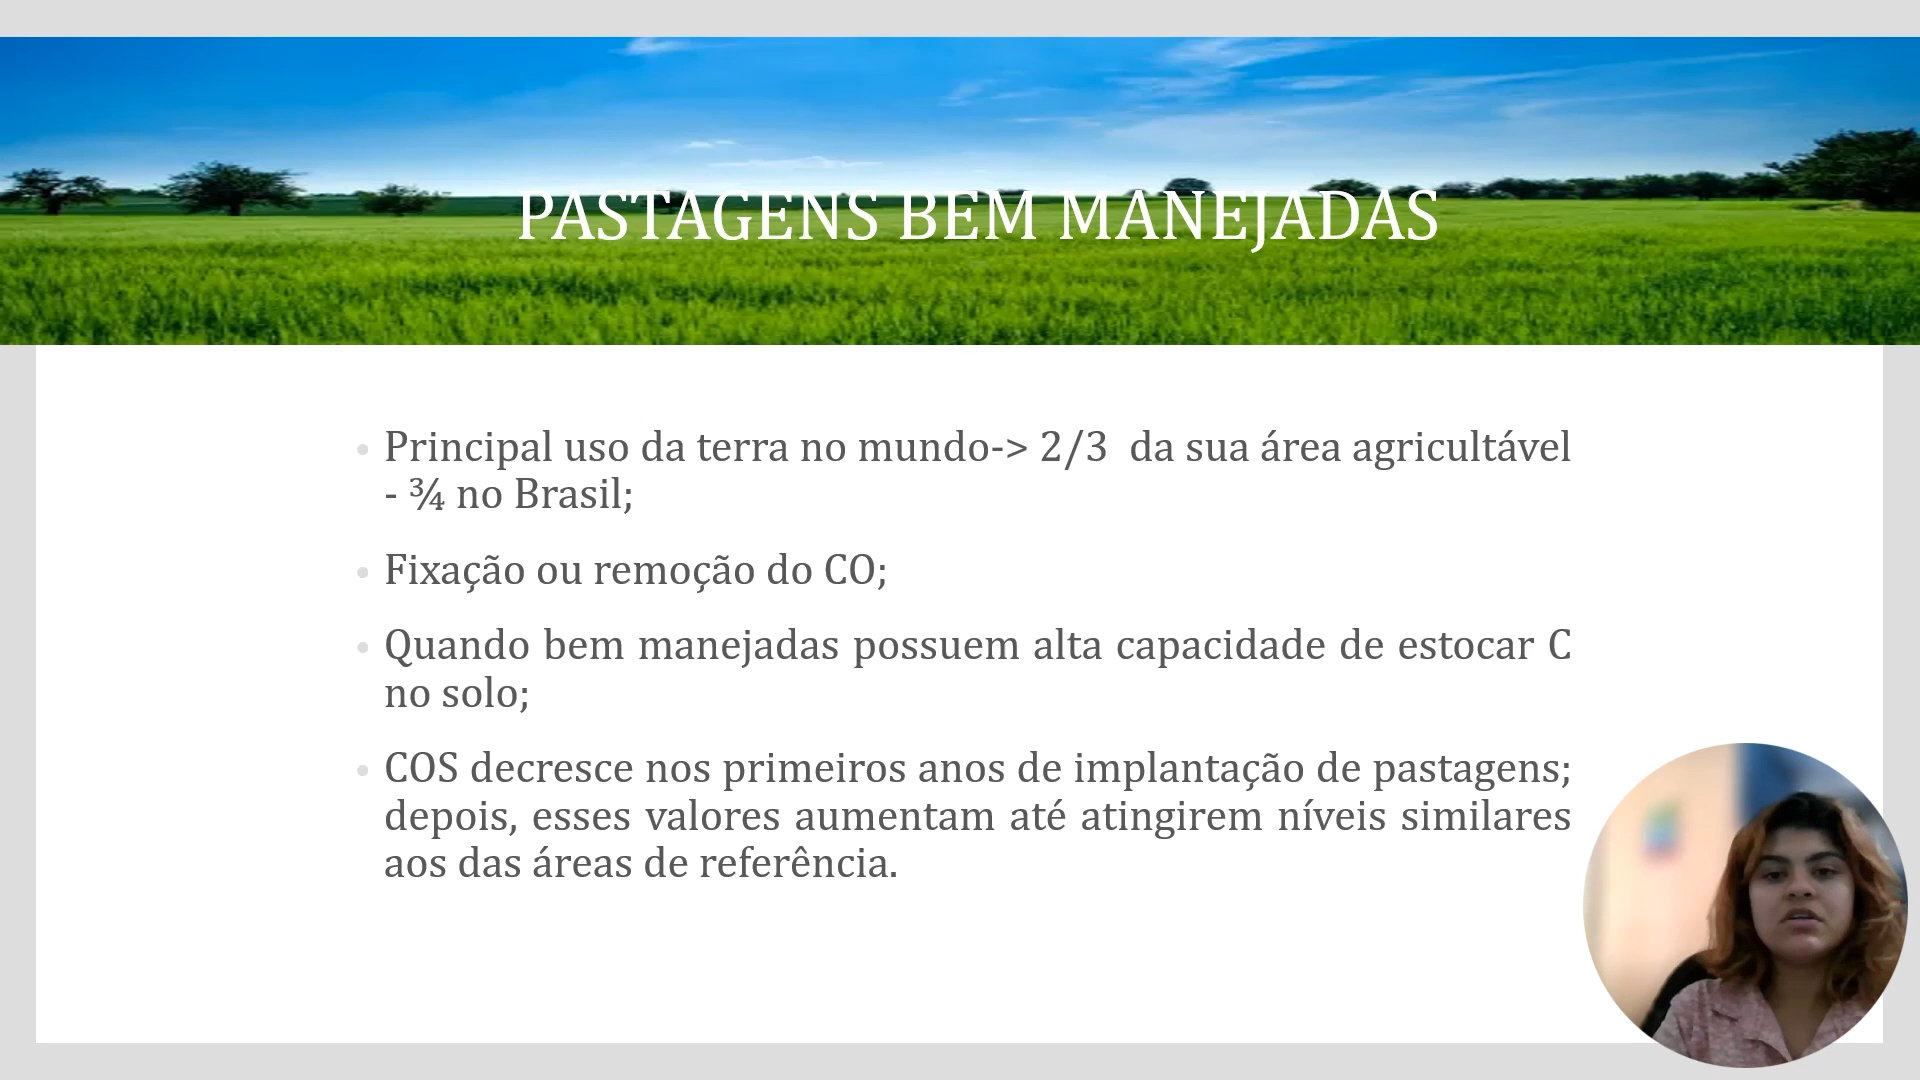 PASTAGENS BEM MANEJADAS
• Principal uso da terra no mundo-> 2/3  da sua área agricultável
- ¾ no Brasil;
• Fixação ou remoção do CO;
• Quando bem manejadas possuem alta capacidade de estocar C
no solo;
• COS decresce nos primeiros anos de implantação de pastagens;
depois, esses valores aumentam até atingirem níveis similares
aos das áreas de referência.